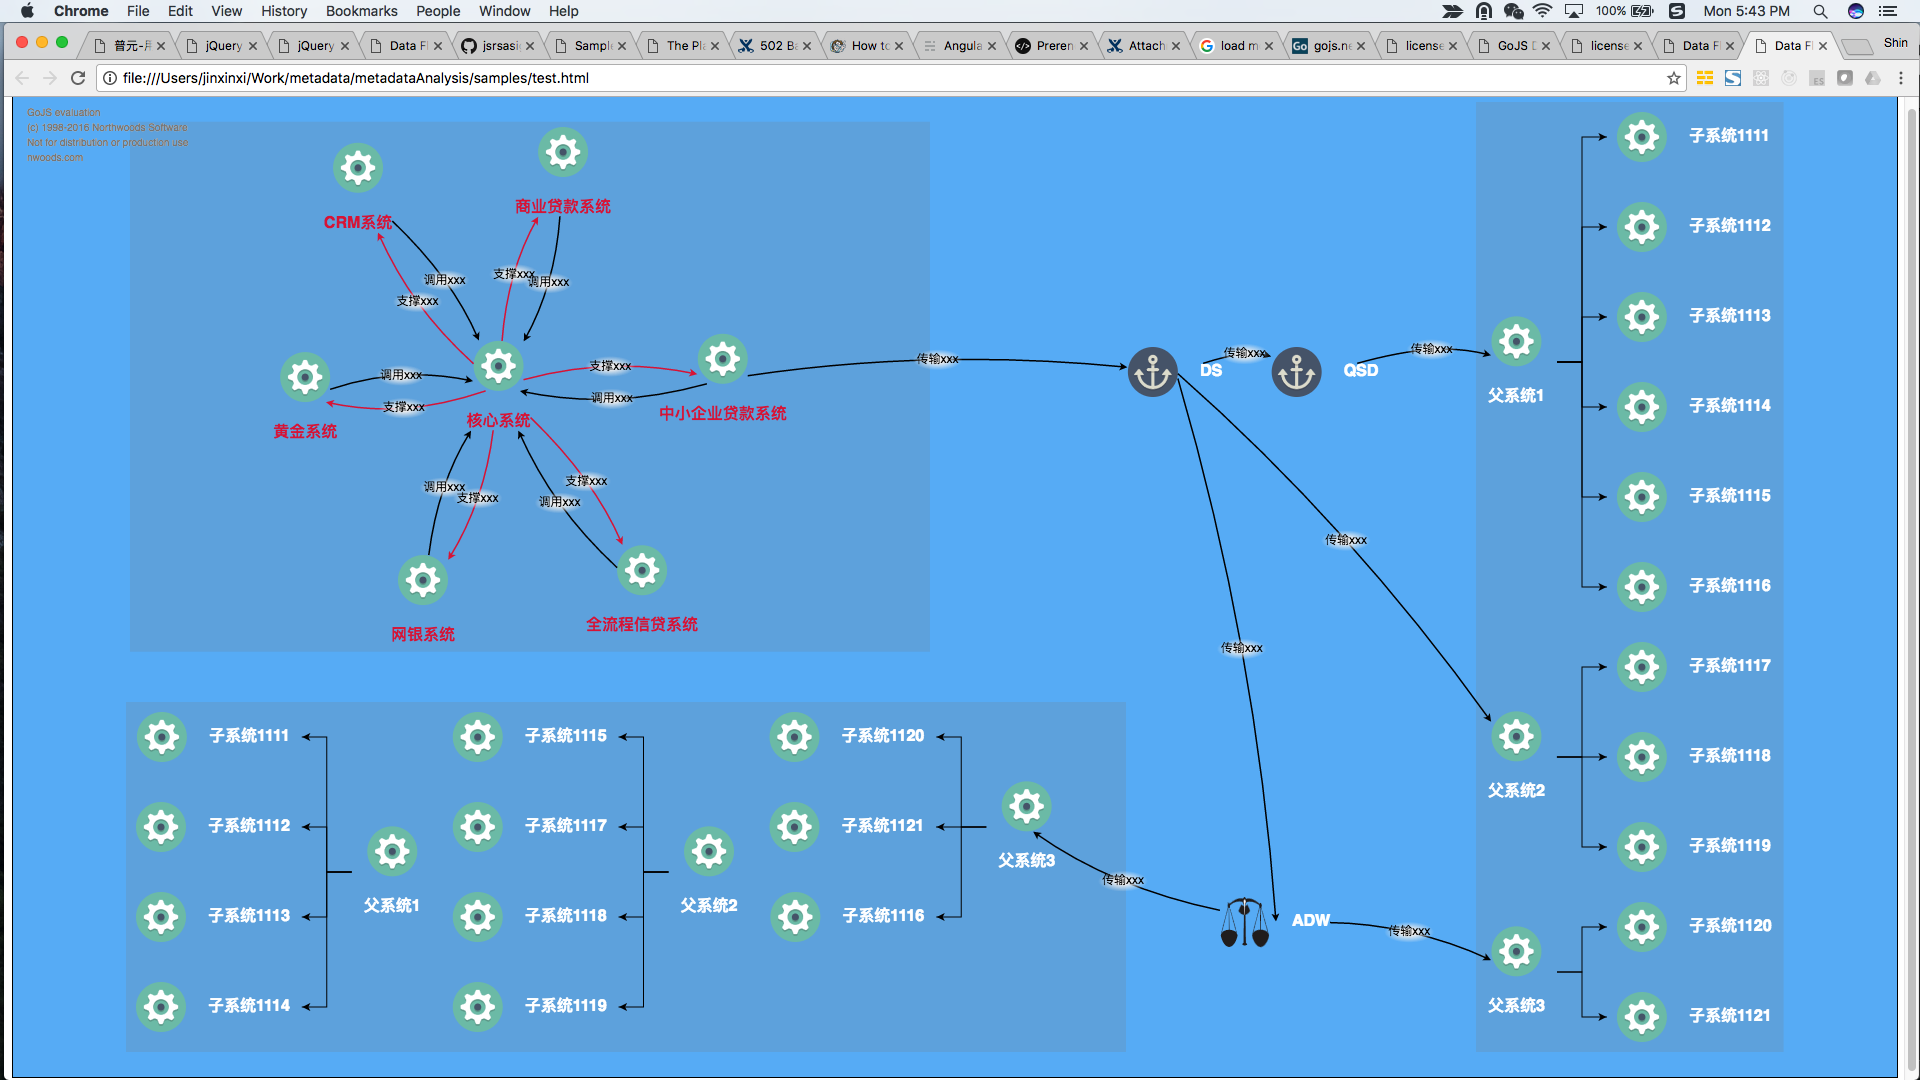 Chrome File Edit View History Bookmarks People Window Help 100% Mon 5:43 PM
jQuery jQuery Data Fl jsrsasig Sample The Pla 502 Ba How to Angula Preren Attach load m gojs.ne license GoJS D license Data Fl Data Fl Shin
file:///Users/jinxinxi/Work/metadata/metadataAnalysis/samples/test.html
GoJS evaluation
(c) 1998-2016 Northwoods Software
Not for distribution or production use
nwoods.com
CRM系统
商业贷款系统
调用xxx
支撑xxx
支撑xxx
调用xxx
黄金系统
调用xxx
支撑xxx
核心系统
支撑xxx
调用xxx
中小企业贷款系统
调用xxx
支撑xxx
支撑xxx
调用xxx
网银系统
全流程信贷系统
传输xxx
DS
传输xxx
QSD
传输xxx
传输xxx
传输xxx
父系统1
子系统1111
子系统1112
子系统1113
子系统1114
子系统1115
子系统1116
父系统2
子系统1117
子系统1118
子系统1119
父系统3
子系统1120
子系统1121
子系统1111
子系统1112
子系统1113
子系统1114
父系统1
子系统1115
子系统1117
子系统1118
子系统1119
父系统2
子系统1120
子系统1121
子系统1116
父系统3
传输xxx
ADW
传输xxx